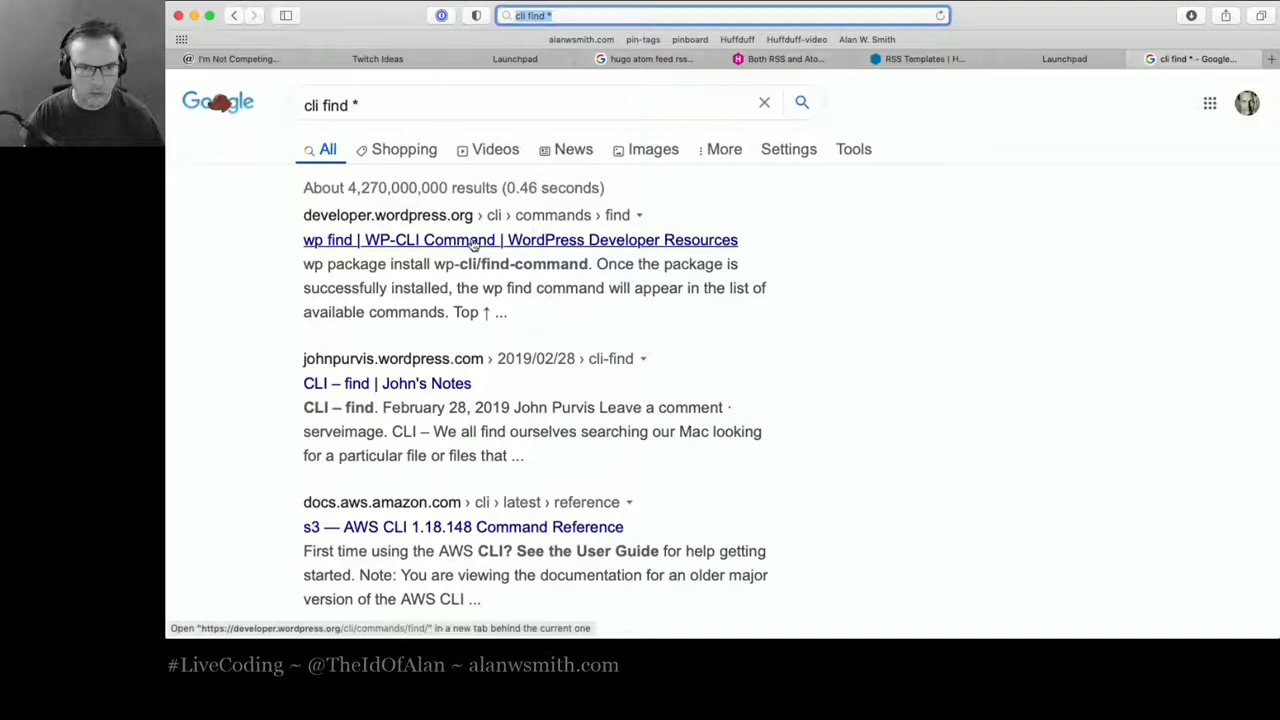 cli find *
alanwsmith.com pin-tags pinboard Huffduff Huffduff-video Alan W. Smith
@ I'm Not Competing... Twitch Ideas Launchpad hugo atom feed rss... Both RSS and Ato... RSS Templates | H... Launchpad cli find * - Google...
Google cli find *
All Shopping Videos News Images More Settings Tools
About 4,270,000,000 results (0.46 seconds)
developer.wordpress.org › cli › commands › find
wp find | WP-CLI Command | WordPress Developer Resources
wp package install wp-cli/find-command. Once the package is
successfully installed, the wp find command will appear in the list of
available commands. Top ↑ ...
johnpurvis.wordpress.com › 2019/02/28 › cli-find
CLI – find | John's Notes
CLI – find. February 28, 2019 John Purvis Leave a comment ·
serveimage. CLI – We all find ourselves searching our Mac looking
for a particular file or files that ...
docs.aws.amazon.com › cli › latest › reference
s3 — AWS CLI 1.18.148 Command Reference
First time using the AWS CLI? See the User Guide for help getting
started. Note: You are viewing the documentation for an older major
version of the AWS CLI ...
Open "https://developer.wordpress.org/cli/commands/find/" in a new tab behind the current one
#LiveCoding ~ @TheIdOfAlan ~ alanwsmith.com